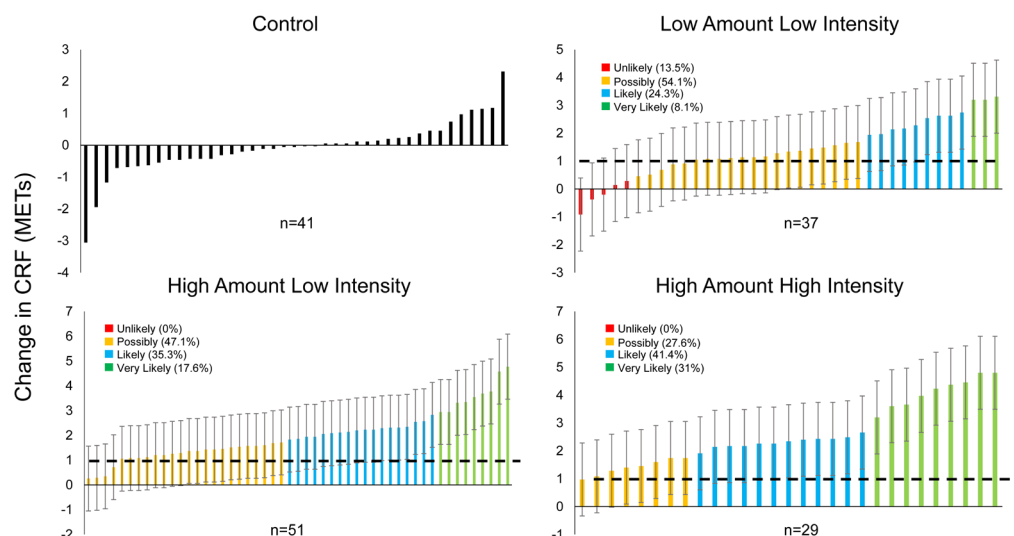 Change in CRF (METs)
Control
3
2
1
0
-1
-2
-3
-4
n=41
Low Amount Low Intensity
5
4
3
2
1
0
-1
-2
-3
Unlikely (13.5%)
Possibly (54.1%)
Likely (24.3%)
Very Likely (8.1%)
n=37
High Amount Low Intensity
7
6
5
4
3
2
1
0
-1
-2
Unlikely (0%)
Possibly (47.1%)
Likely (35.3%)
Very Likely (17.6%)
n=51
High Amount High Intensity
7
6
5
4
3
2
1
0
-1
Unlikely (0%)
Possibly (27.6%)
Likely (41.4%)
Very Likely (31%)
n=29